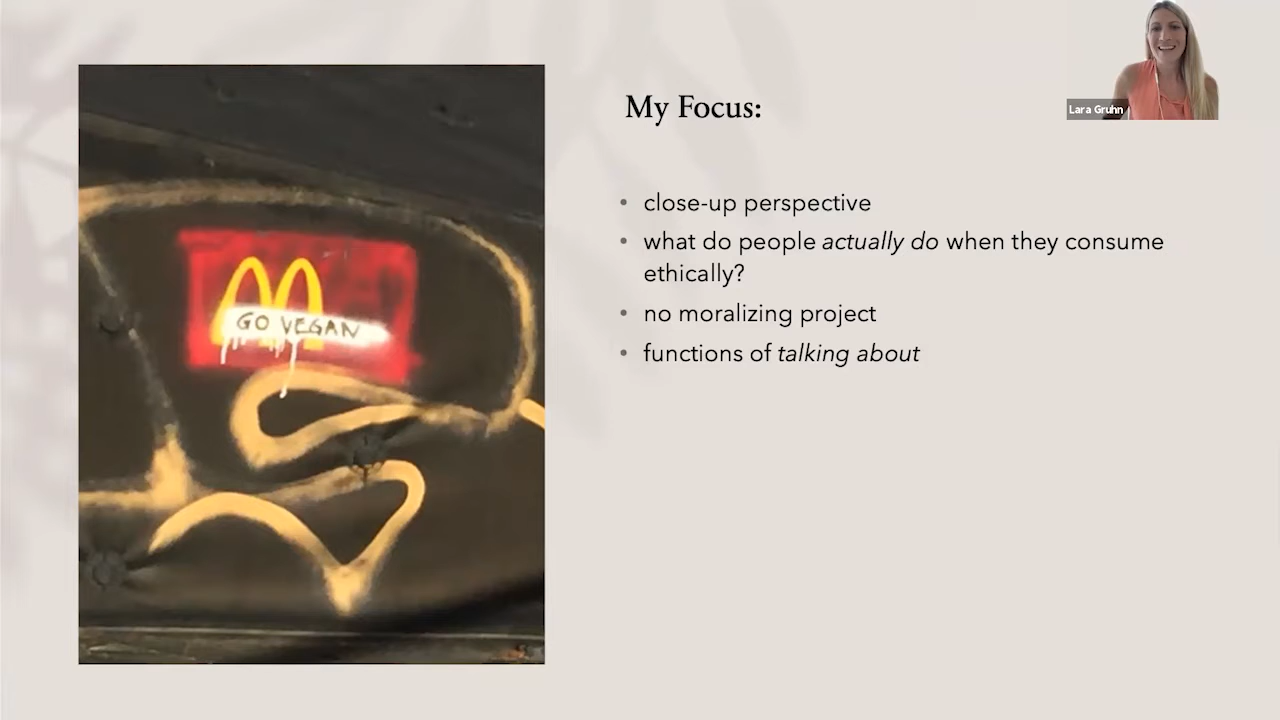 My Focus:
Lara Gruhn
• close-up perspective
• what do people actually do when they consume
ethically?
• no moralizing project
• functions of talking about
GO VEGAN